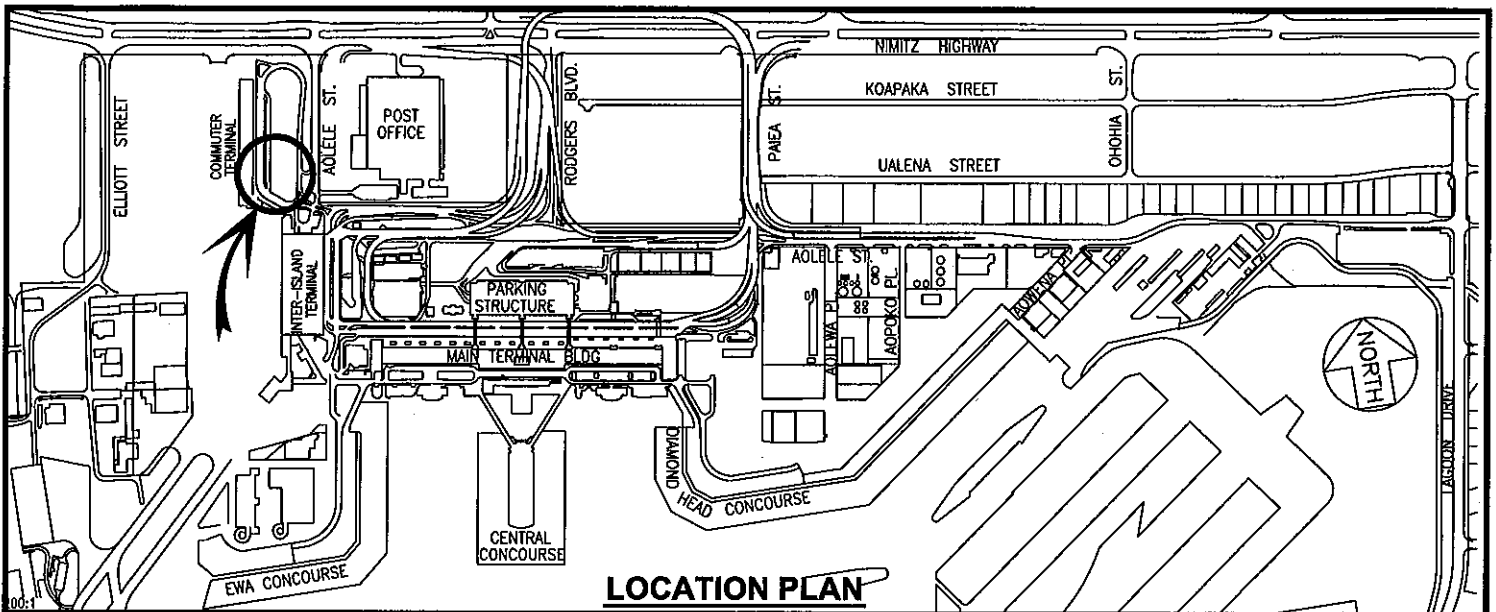 NIMITZ HIGHWAY
KOAPAKA STREET
UALENA STREET
ELLIOTT STREET
COMMUTER
TERMINAL
AOLELE ST.
POST
OFFICE
RODGERS BLVD.
PAIEA ST.
OHOHIA ST.
INTER-ISLAND
TERMINAL
PARKING
STRUCTURE
MAIN TERMINAL BLDG
AOLELE ST.
AOLEWA PL
AOPOKO PL.
AOWENA
NORTH
LAGOON DRIVE
DIAMOND
HEAD CONCOURSE
CENTRAL
CONCOURSE
EWA CONCOURSE
LOCATION PLAN